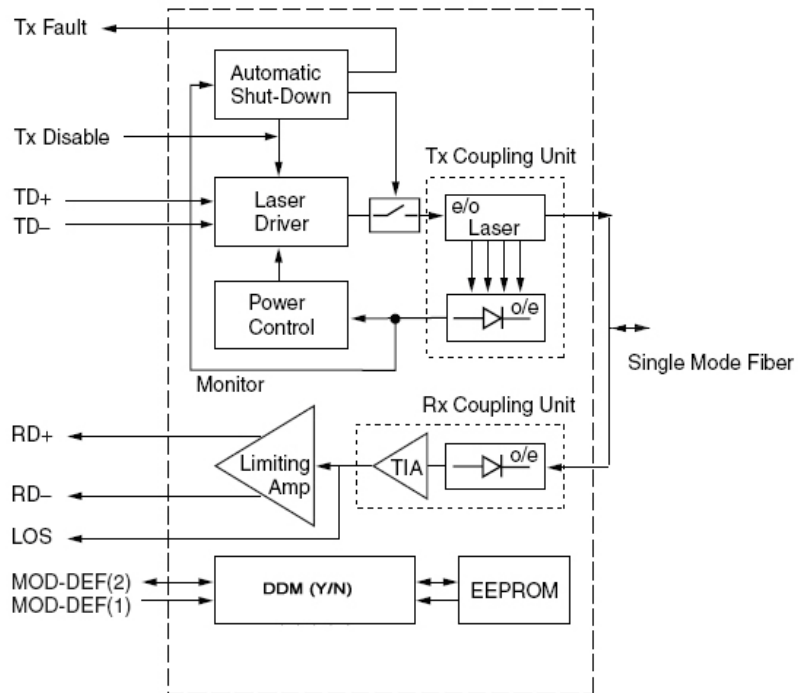 Tx Fault
Automatic
Shut-Down
Tx Disable
Tx Coupling Unit
TD+
TD–
Laser
Driver
e/o
Laser
Power
Control
o/e
Single Mode Fiber
Monitor
Rx Coupling Unit
RD+
RD–
Limiting
Amp
TIA
o/e
LOS
MOD-DEF(2)
MOD-DEF(1)
DDM (Y/N)
EEPROM